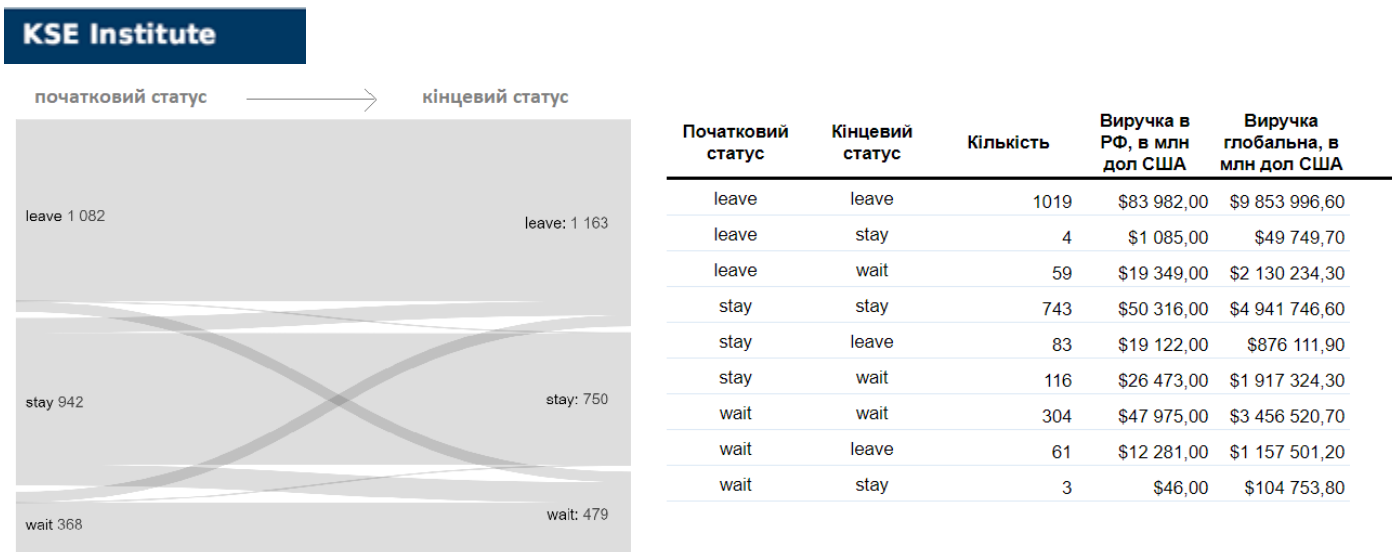 KSE Institute
початковий статус
кінцевий статус
leave 1 082
leave: 1 163
stay 942
stay: 750
wait 368
wait: 479
Початковий статус Кінцевий статус Кількість Виручка в РФ, в млн дол США Виручка глобальна, в млн дол США
leave leave 1019 $83 982,00 $9 853 996,60
leave stay 4 $1 085,00 $49 749,70
leave wait 59 $19 349,00 $2 130 234,30
stay stay 743 $50 316,00 $4 941 746,60
stay leave 83 $19 122,00 $876 111,90
stay wait 116 $26 473,00 $1 917 324,30
wait wait 304 $47 975,00 $3 456 520,70
wait leave 61 $12 281,00 $1 157 501,20
wait stay 3 $46,00 $104 753,80